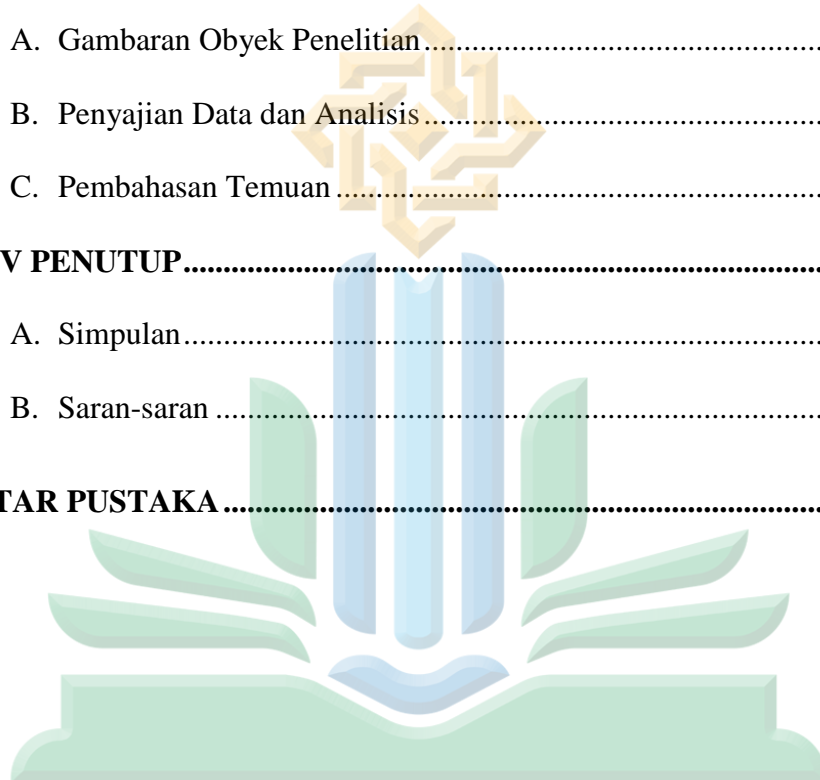 A. Gambaran Obyek Penelitian........................................................
B. Penyajian Data dan Analisis........................................................
C. Pembahasan Temuan........................................................
V PENUTUP........................................................
A. Simpulan........................................................
B. Saran-saran........................................................
TAR PUSTAKA........................................................